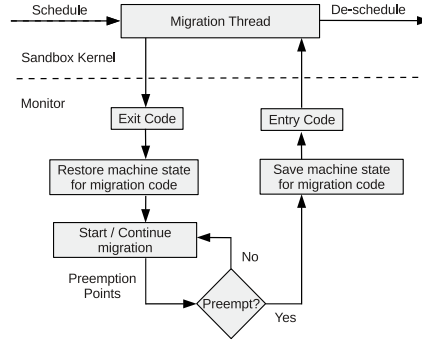 Schedule
Migration Thread
De-schedule
Sandbox Kernel
Monitor
Exit Code
Entry Code
Restore machine state
for migration code
Save machine state
for migration code
Start / Continue
migration
No
Preemption
Points
Preempt?
Yes